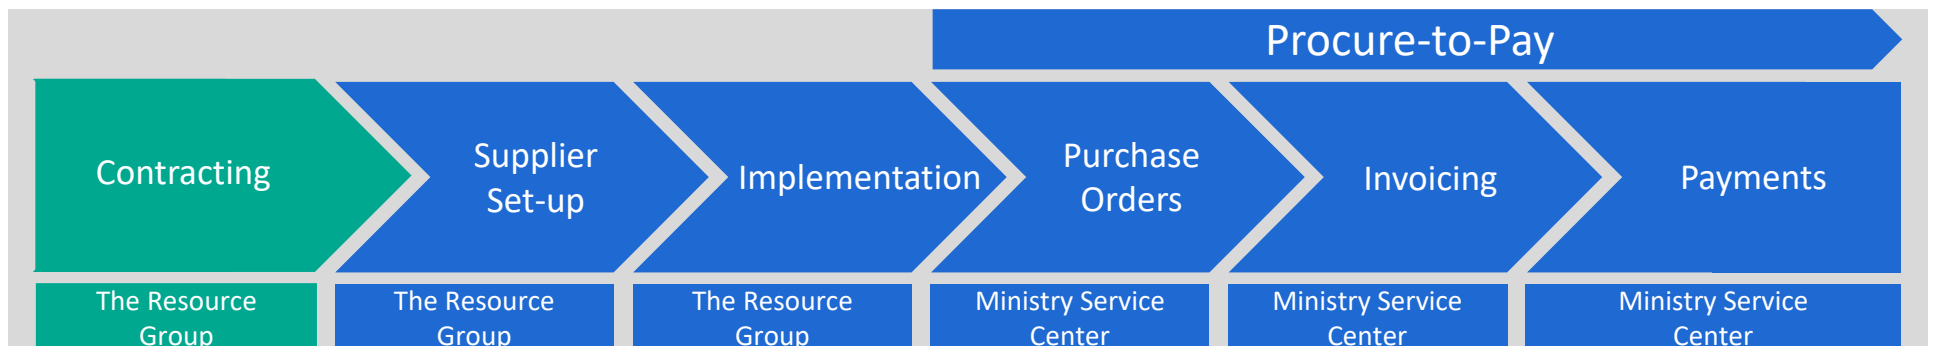 Procure-to-Pay
Contracting
Supplier
Set-up
Implementation
Purchase
Orders
Invoicing
Payments
The Resource
Group
The Resource
Group
The Resource
Group
Ministry Service
Center
Ministry Service
Center
Ministry Service
Center